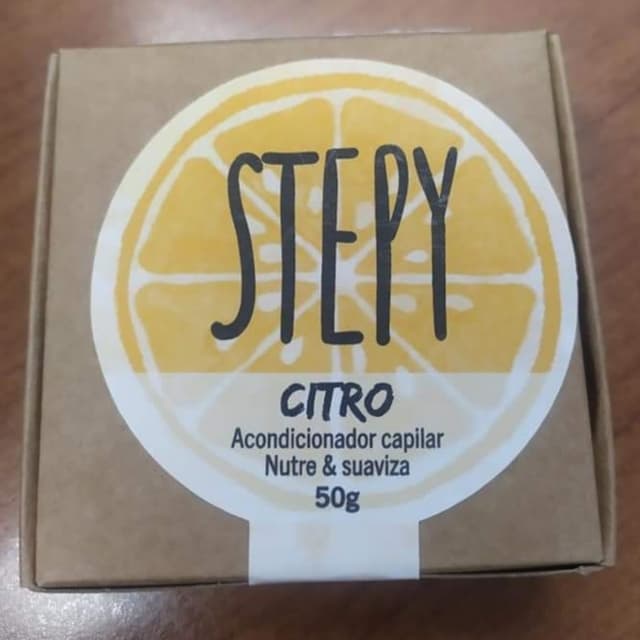 STEPY
CITRO
Acondicionador capilar
Nutre & suaviza
50g